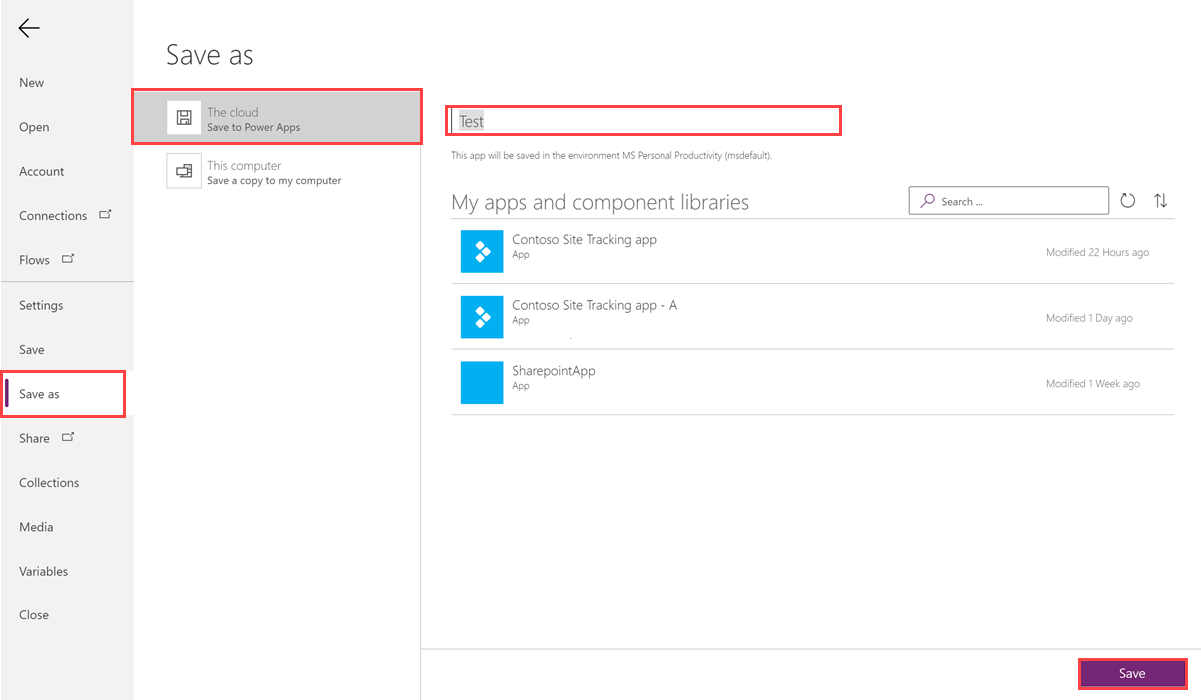 New
Open
Account
Connections
Flows
Settings
Save
Save as
Share
Collections
Media
Variables
Close
Save as
The cloud
Save to Power Apps
This computer
Save a copy to my computer
Test
This app will be saved in the environment MS Personal Productivity (msdefault).
My apps and component libraries
Search ...
Contoso Site Tracking app
App
Modified 22 Hours ago
Contoso Site Tracking app - A
App
Modified 1 Day ago
SharepointApp
App
Modified 1 Week ago
Save